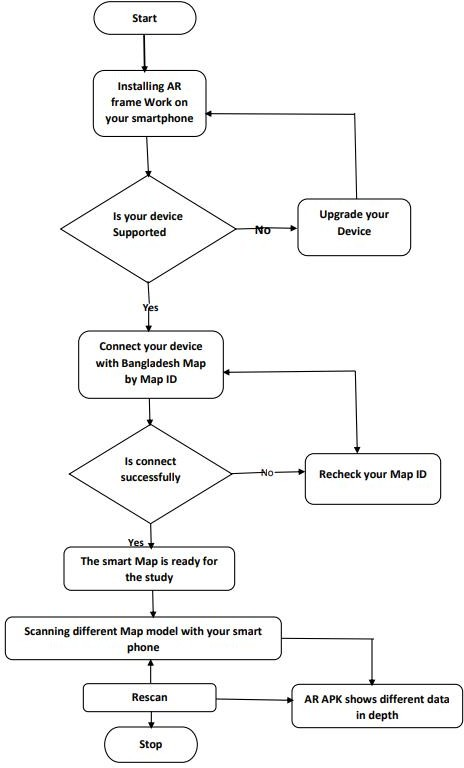 Start
Installing AR
frame Work on
your smartphone
Is your device
Supported
No
Upgrade your
Device
Yes
Connect your device
with Bangladesh Map
by Map ID
Is connect
successfully
No
Recheck your Map ID
Yes
The smart Map is ready for
the study
Scanning different Map model with your smart
phone
Rescan
AR APK shows different data
in depth
Stop